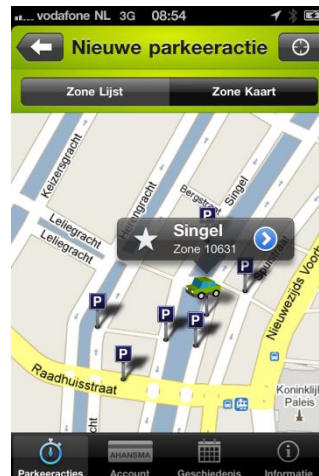 vodafone NL 3G 08:54
Nieuwe parkeeractie
Zone Lijst Zone Kaart
Keizersgracht
Herengracht
Bergstraat
Singel
Leliegracht
Leliegracht
Singel
Zone 10631
Spuistraat
Nieuwezijds Voorb
P
P
P
P
P
P
P
Raadhuisstraat
Koninklijk
Paleis
cht
AHANSMA
Parkeeracties Account Geschiedenis Informatie